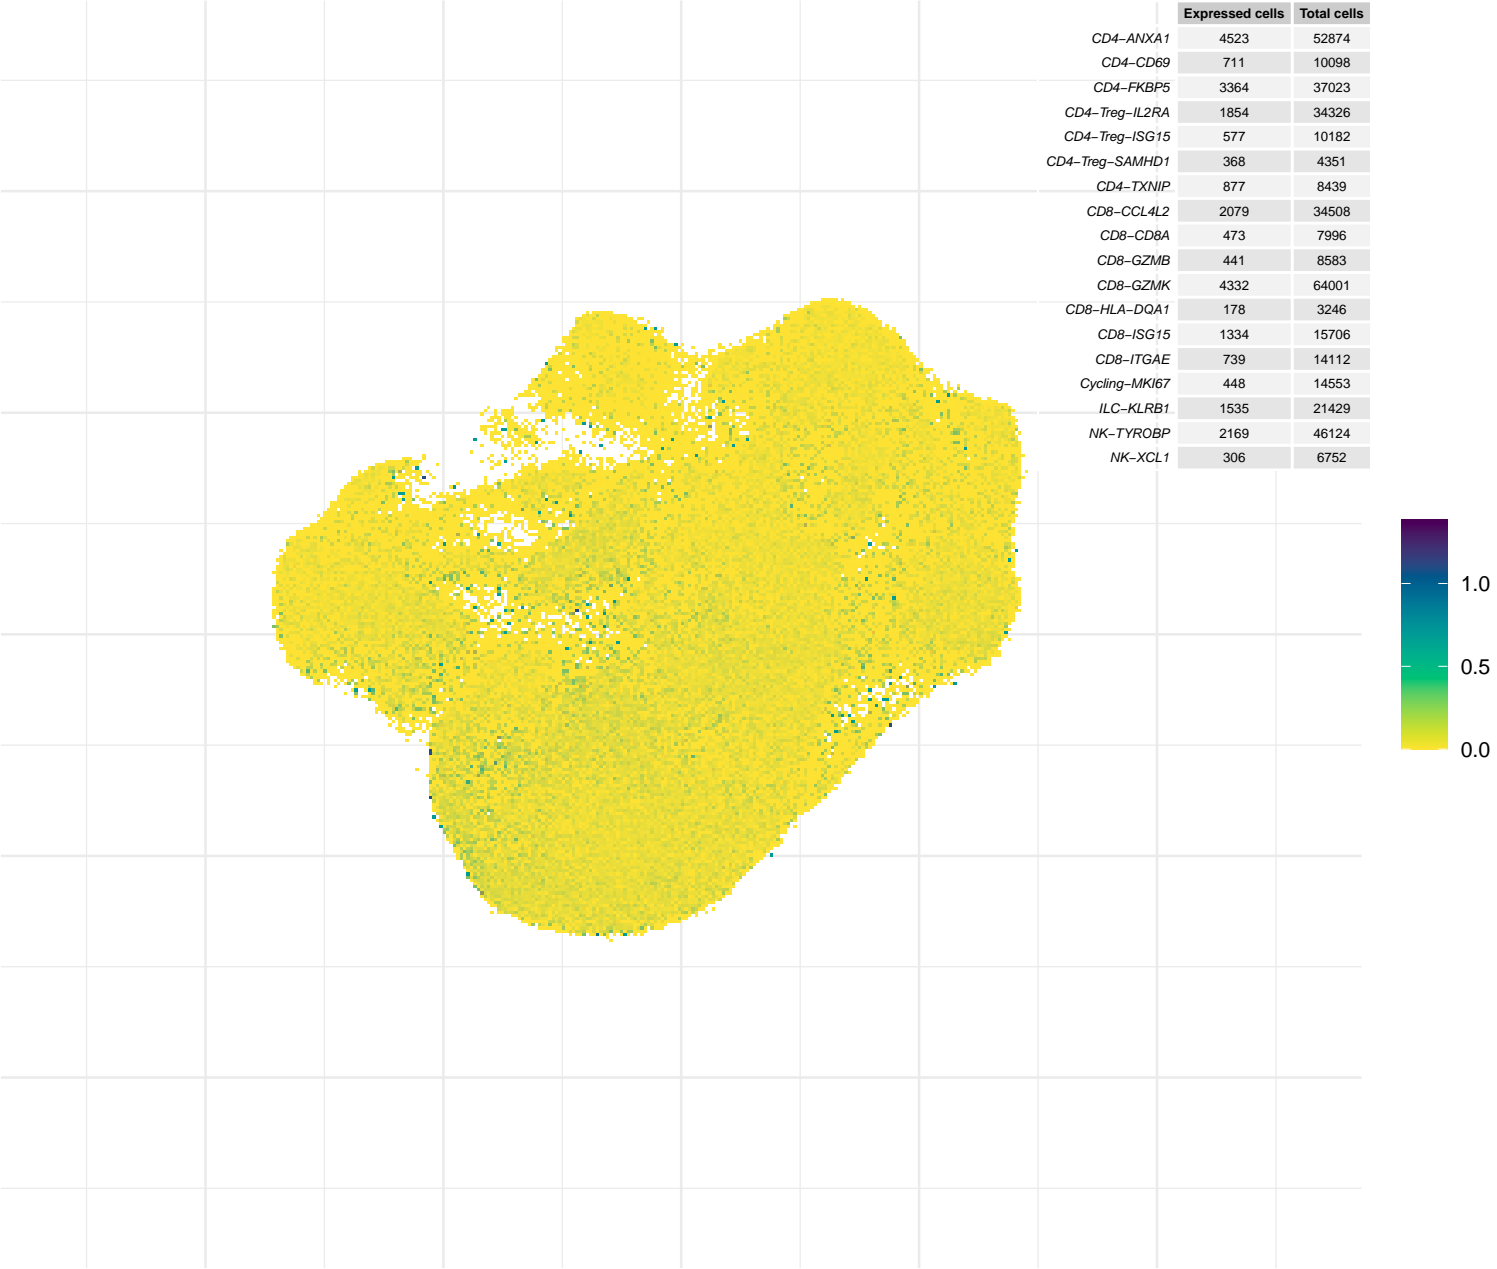 Expressed cells Total cells
CD4−ANXA1 4523 52874
CD4−CD69 711 10098
CD4−FKBP5 3364 37023
CD4−Treg−IL2RA 1854 34326
CD4−Treg−ISG15 577 10182
CD4−Treg−SAMHD1 368 4351
CD4−TXNIP 877 8439
CD8−CCL4L2 2079 34508
CD8−CD8A 473 7996
CD8−GZMB 441 8583
CD8−GZMK 4332 64001
CD8−HLA−DQA1 178 3246
CD8−ISG15 1334 15706
CD8−ITGAE 739 14112
Cycling−MKI67 448 14553
ILC−KLRB1 1535 21429
NK−TYROBP 2169 46124
NK−XCL1 306 6752
1.0
0.5
0.0